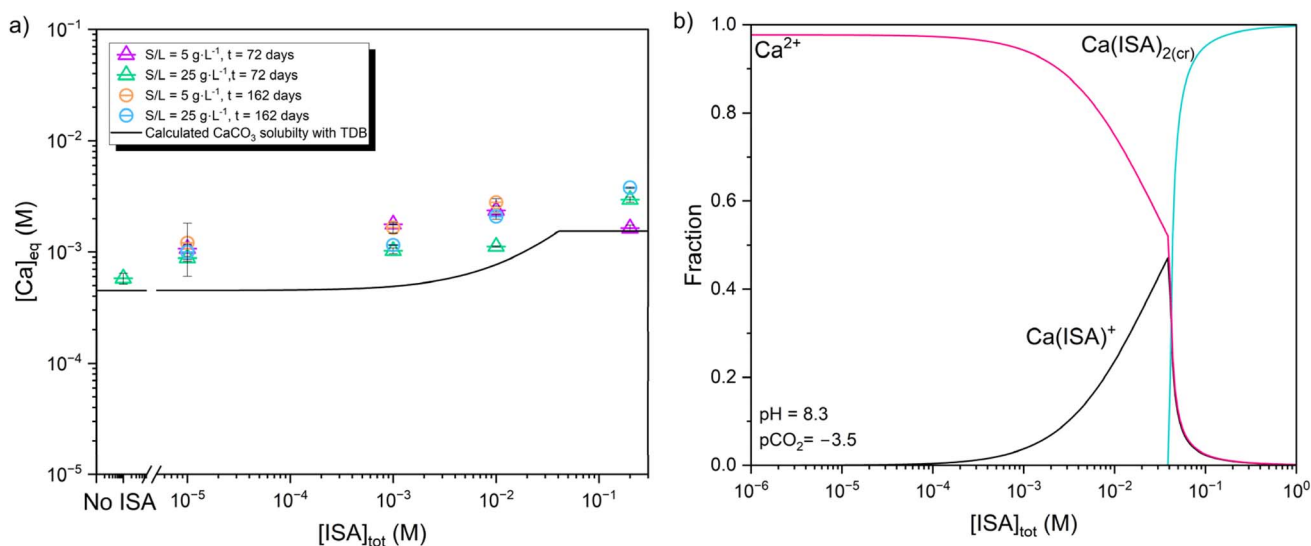 a)
S/L = 5 g·L⁻¹, t = 72 days
S/L = 25 g·L⁻¹,t = 72 days
S/L = 5 g·L⁻¹, t = 162 days
S/L = 25 g·L⁻¹, t = 162 days
Calculated CaCO₃ solubilty with TDB
[Ca]eq (M)
10⁻¹
10⁻²
10⁻³
10⁻⁴
10⁻⁵
No ISA
10⁻⁵
10⁻⁴
10⁻³
10⁻²
10⁻¹
[ISA]tot (M)
b)
Fraction
1.0
0.8
0.6
0.4
0.2
0.0
Ca²⁺
Ca(ISA)₂(cr)
Ca(ISA)⁺
pH = 8.3
pCO₂= −3.5
10⁻⁶
10⁻⁵
10⁻⁴
10⁻³
10⁻²
10⁻¹
10⁰
[ISA]tot (M)